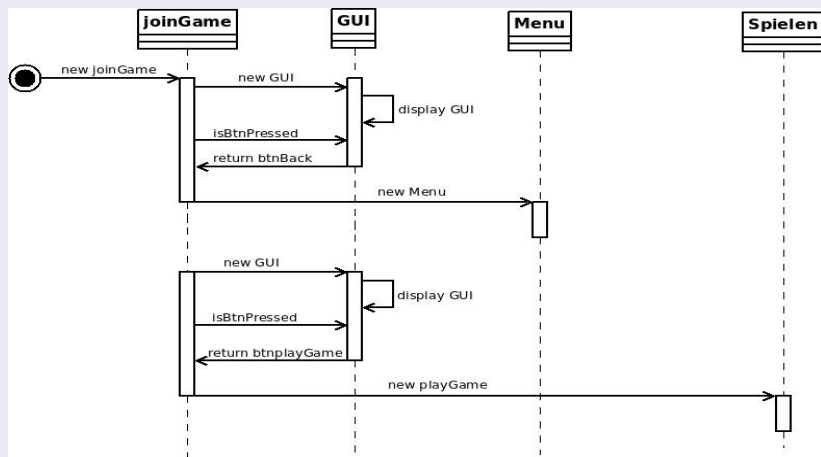 joinGame
GUI
Menu
Spielen
new joinGame
new GUI
display GUI
isBtnPressed
return btnBack
new Menu
new GUI
display GUI
isBtnPressed
return btnplayGame
new playGame